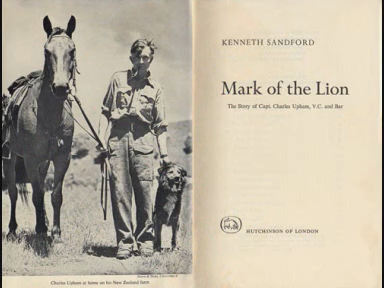 Charles Upham at home on his New Zealand farm
KENNETH SANDFORD
Mark of the Lion
The Story of Capt. Charles Upham, V.C. and Bar
HUTCHINSON OF LONDON